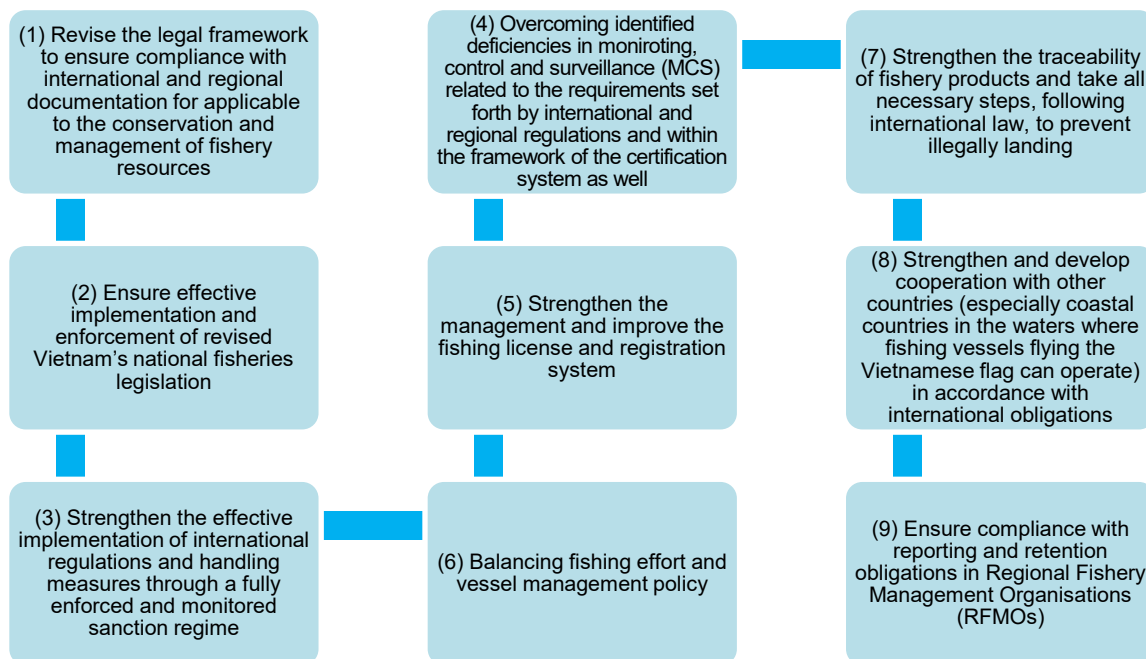 (1) Revise the legal framework
to ensure compliance with
international and regional
documentation for applicable
to the conservation and
management of fishery
resources
(2) Ensure effective
implementation and
enforcement of revised
Vietnam’s national fisheries
legislation
(3) Strengthen the effective
implementation of international
regulations and handling
measures through a fully
enforced and monitored
sanction regime
(4) Overcoming identified
deficiencies in moniroting,
control and surveillance (MCS)
related to the requirements set
forth by international and
regional regulations and within
the framework of the certification
system as well
(5) Strengthen the
management and improve the
fishing license and registration
system
(6) Balancing fishing effort and
vessel management policy
(7) Strengthen the traceability
of fishery products and take all
necessary steps, following
international law, to prevent
illegally landing
(8) Strengthen and develop
cooperation with other
countries (especially coastal
countries in the waters where
fishing vessels flying the
Vietnamese flag can operate)
in accordance with
international obligations
(9) Ensure compliance with
reporting and retention
obligations in Regional Fishery
Management Organisations
(RFMOs)